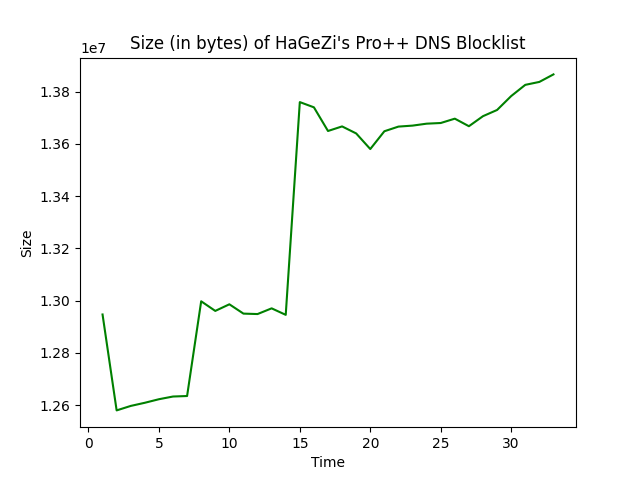 Size (in bytes) of HaGeZi's Pro++ DNS Blocklist
1e7
1.38
1.36
1.34
1.32
1.30
1.28
1.26
Size
0 5 10 15 20 25 30
Time